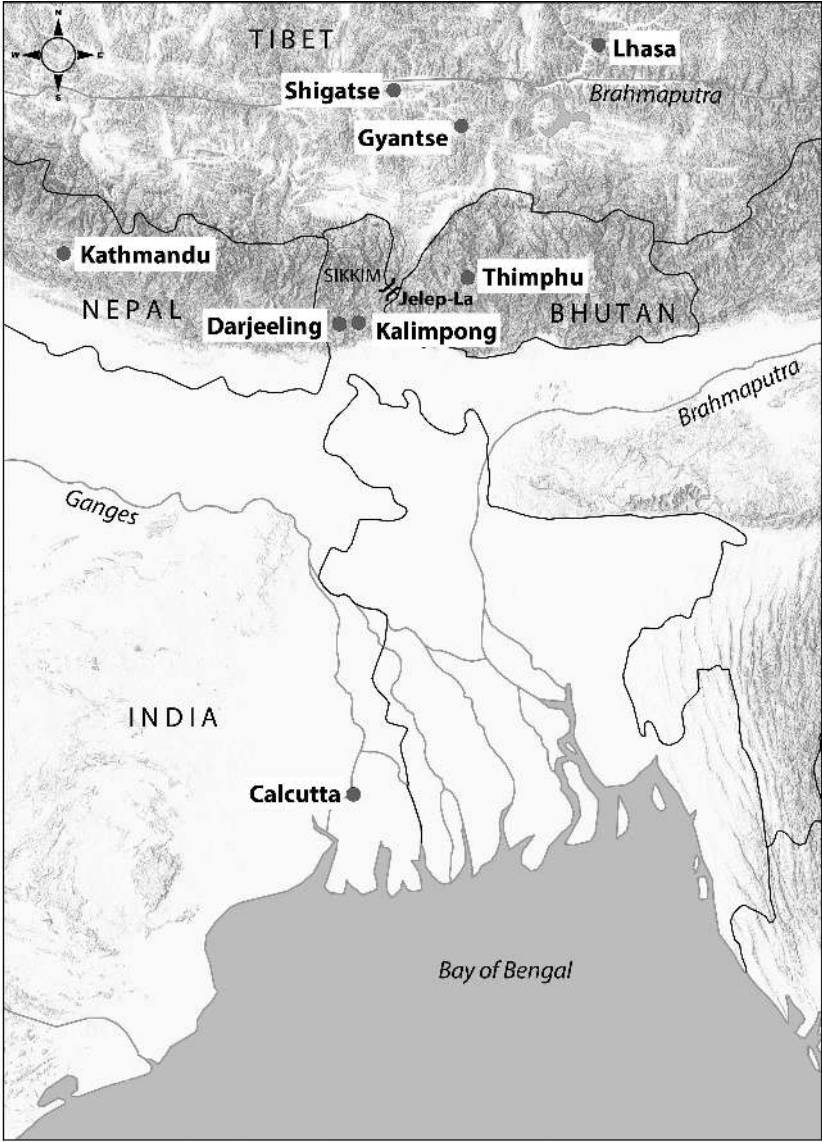 N
W E
S
TIBET
Lhasa
Shigatse
Brahmaputra
Gyantse
Kathmandu
SIKKIM
Thimphu
Jelep-La
NEPAL
BHUTAN
Darjeeling
Kalimpong
Brahmaputra
Ganges
INDIA
Calcutta
Bay of Bengal